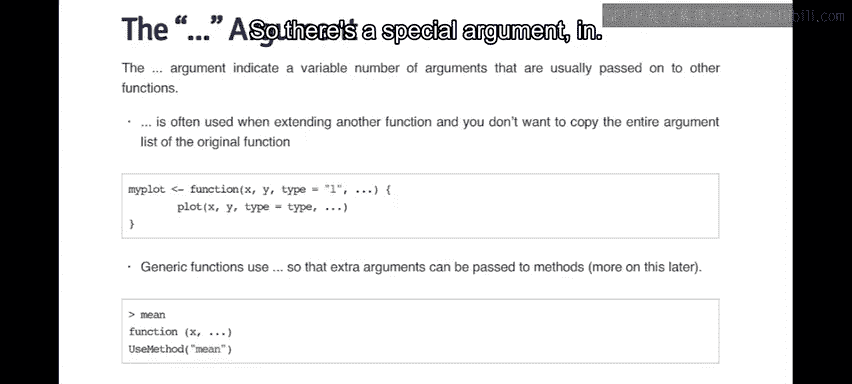 The “...” Argument
So there's a special argument, in.
The ... argument indicate a variable number of arguments that are usually passed on to other
functions.
· ... is often used when extending another function and you don't want to copy the entire argument
list of the original function
myplot <- function(x, y, type = "l", ...) {
plot(x, y, type = type, ...)
}
· Generic functions use ... so that extra arguments can be passed to methods (more on this later).
> mean
function (x, ...)
UseMethod("mean")